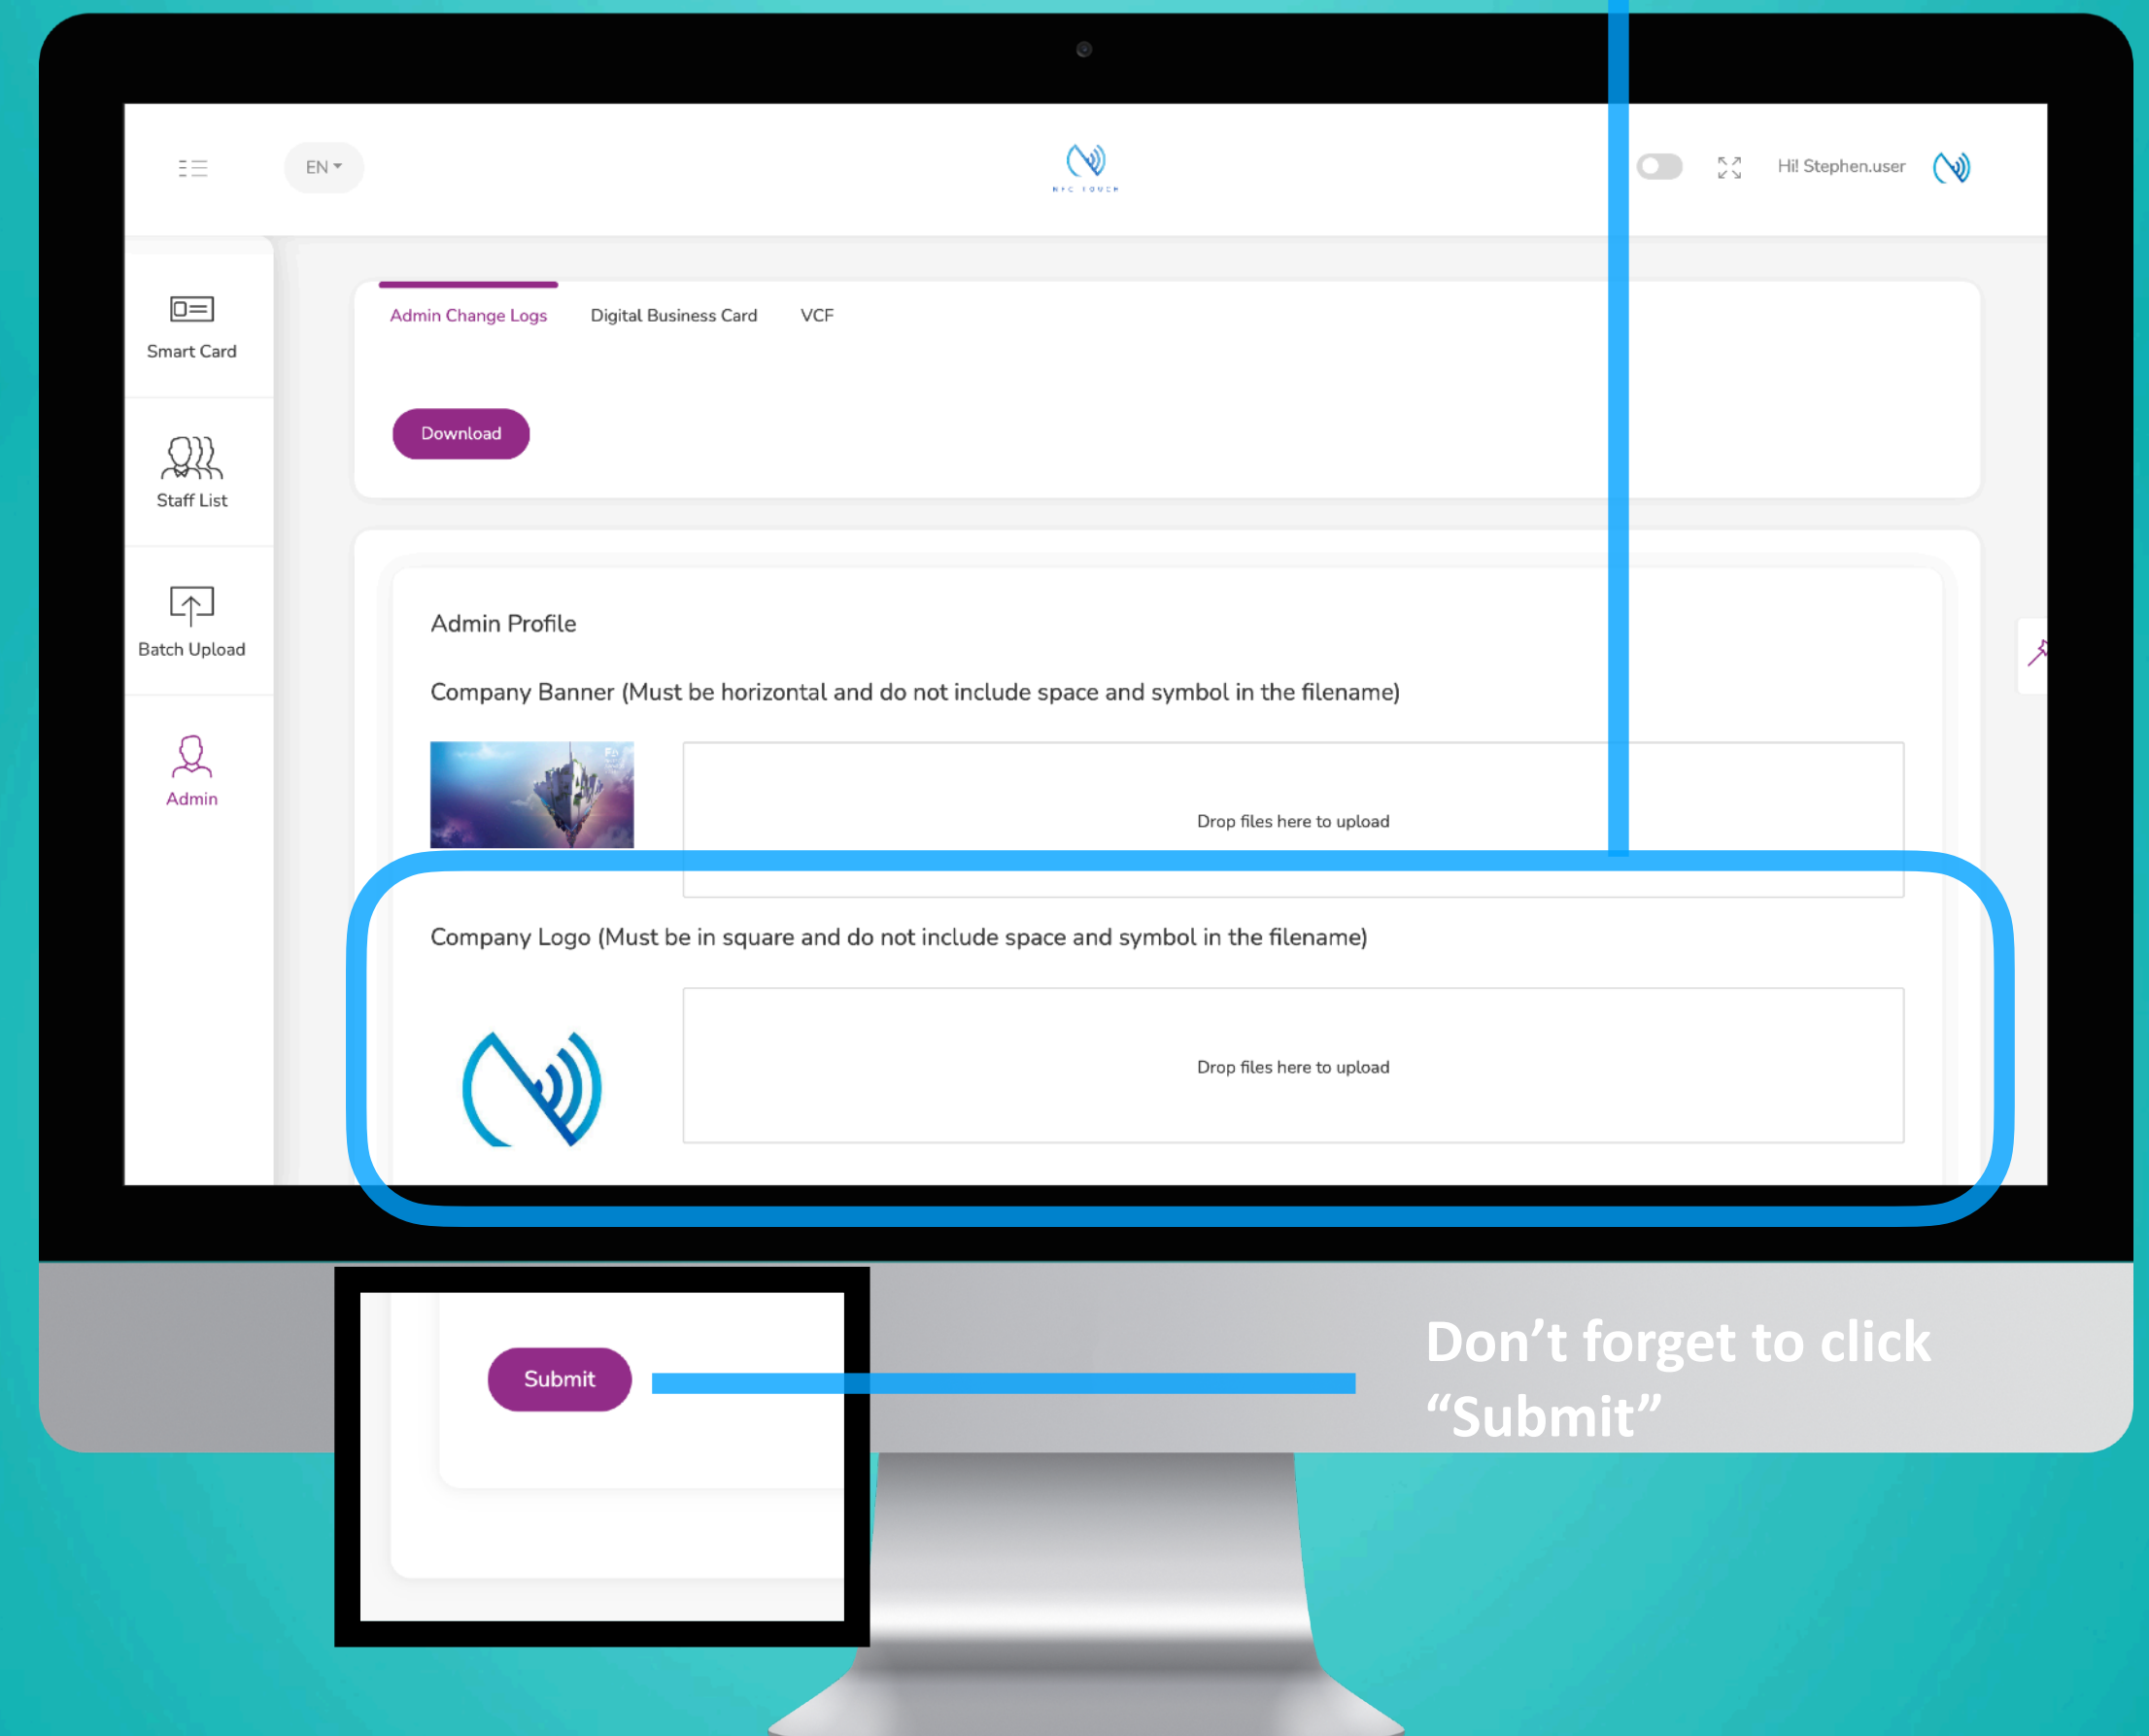 EN
NFC TOUCH
Hi! Stephen.user
Smart Card
Staff List
Batch Upload
Admin
Admin Change Logs Digital Business Card VCF
Download
Admin Profile
Company Banner (Must be horizontal and do not include space and symbol in the filename)
Drop files here to upload
Company Logo (Must be in square and do not include space and symbol in the filename)
Drop files here to upload
Submit
Don’t forget to click
“Submit”